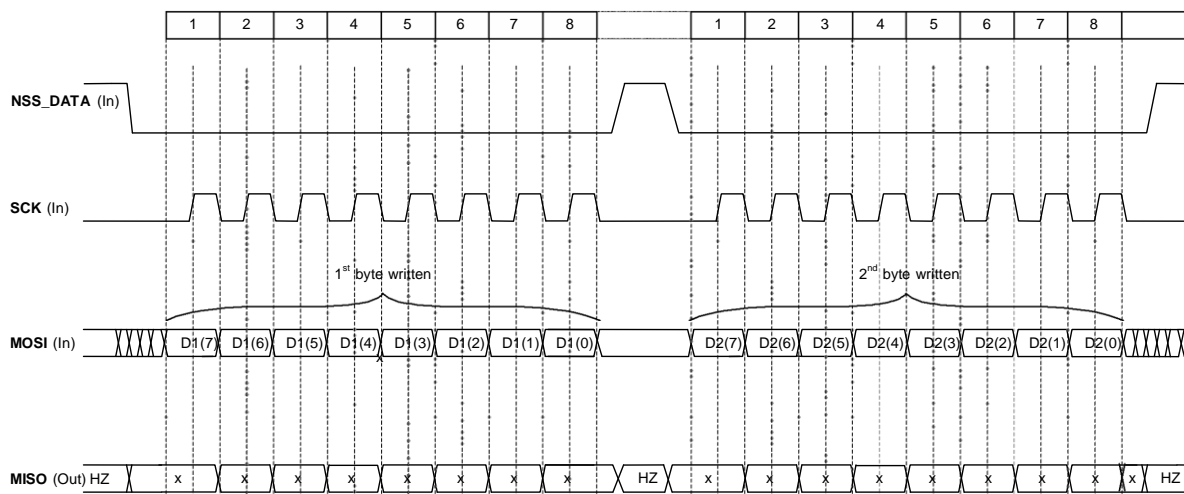 1 2 3 4 5 6 7 8 1 2 3 4 5 6 7 8
NSS_DATA (In)
SCK (In)
1st byte written 2nd byte written
MOSI (In) D1(7) D1(6) D1(5) D1(4) D1(3) D1(2) D1(1) D1(0) D2(7) D2(6) D2(5) D2(4) D2(3) D2(2) D2(1) D2(0)
MISO (Out) HZ x x x x x x x x HZ x x x x x x x x x HZ